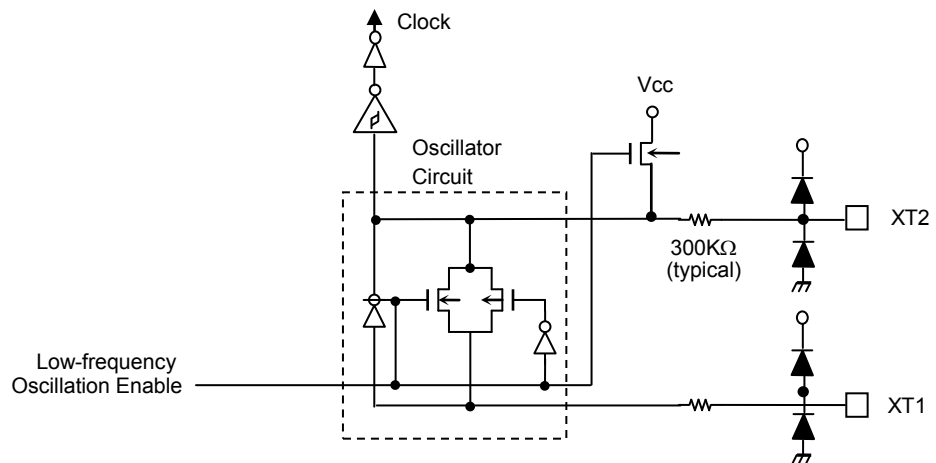 Clock
Vcc
Oscillator
Circuit
XT2
300KΩ
(typical)
Low-frequency
Oscillation Enable
XT1